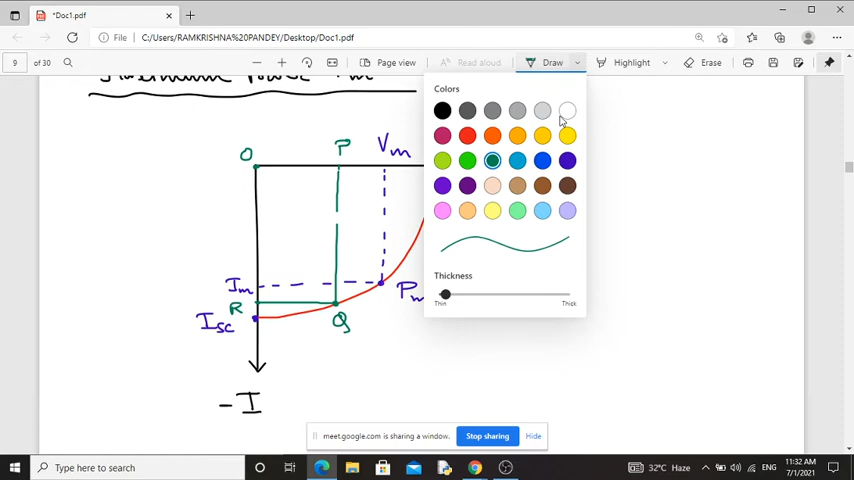 *Doc1.pdf
File C:/Users/RAMKRISHNA%20PANDEY/Desktop/Doc1.pdf
9 of 30
Page view
Read aloud
Draw
Highlight
Erase
Colors
Thickness
Thin Thick
O P Vm
Im
R
Pm
Isc
Q
-I
meet.google.com is sharing a window. Stop sharing Hide
Type here to search
32°C Haze
ENG
11:32 AM
7/1/2021